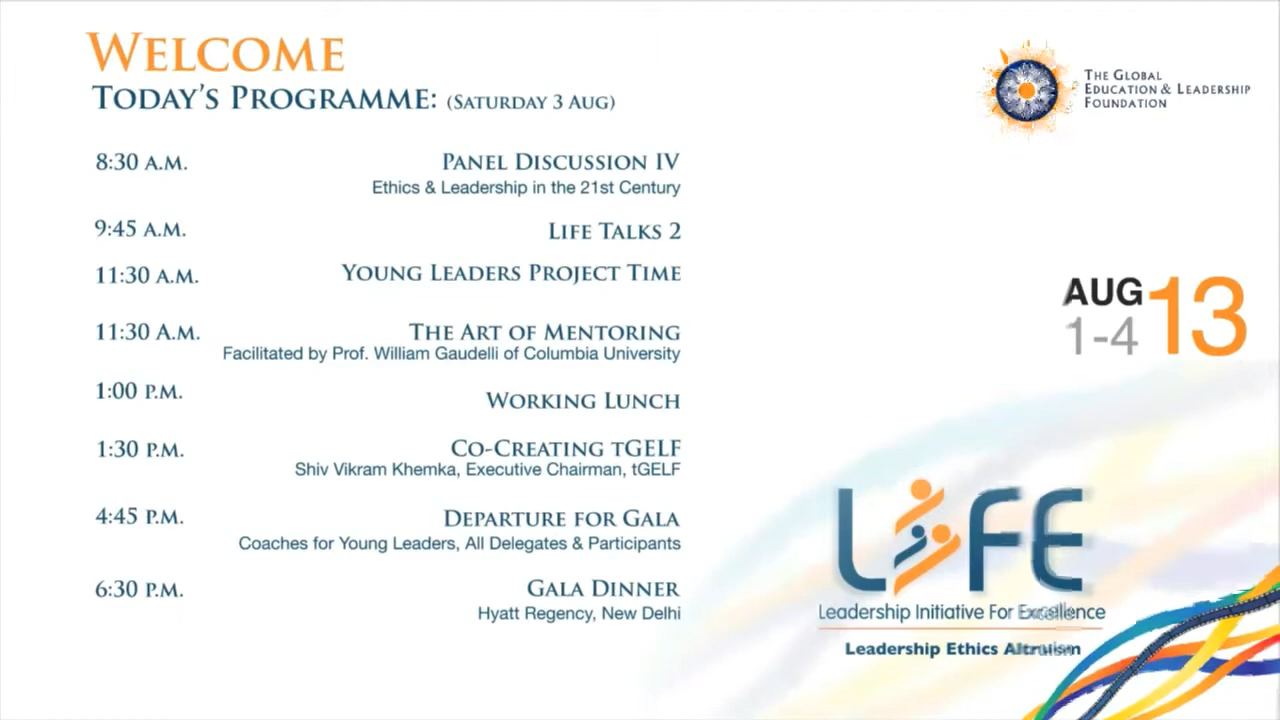 WELCOME
TODAY'S PROGRAMME: (SATURDAY 3 AUG)
THE GLOBAL
EDUCATION & LEADERSHIP
FOUNDATION
8:30 A.M. PANEL DISCUSSION IV
Ethics & Leadership in the 21st Century
9:45 A.M. LIFE TALKS 2
11:30 A.M. YOUNG LEADERS PROJECT TIME
11:30 A.M. THE ART OF MENTORING
Facilitated by Prof. William Gaudelli of Columbia University
1:00 P.M. WORKING LUNCH
1:30 P.M. CO-CREATING tGELF
Shiv Vikram Khemka, Executive Chairman, tGELF
4:45 P.M. DEPARTURE FOR GALA
Coaches for Young Leaders, All Delegates & Participants
6:30 P.M. GALA DINNER
Hyatt Regency, New Delhi
AUG 13
1-4
LIFE
Leadership Initiative For Excellence
Leadership Ethics Altruism